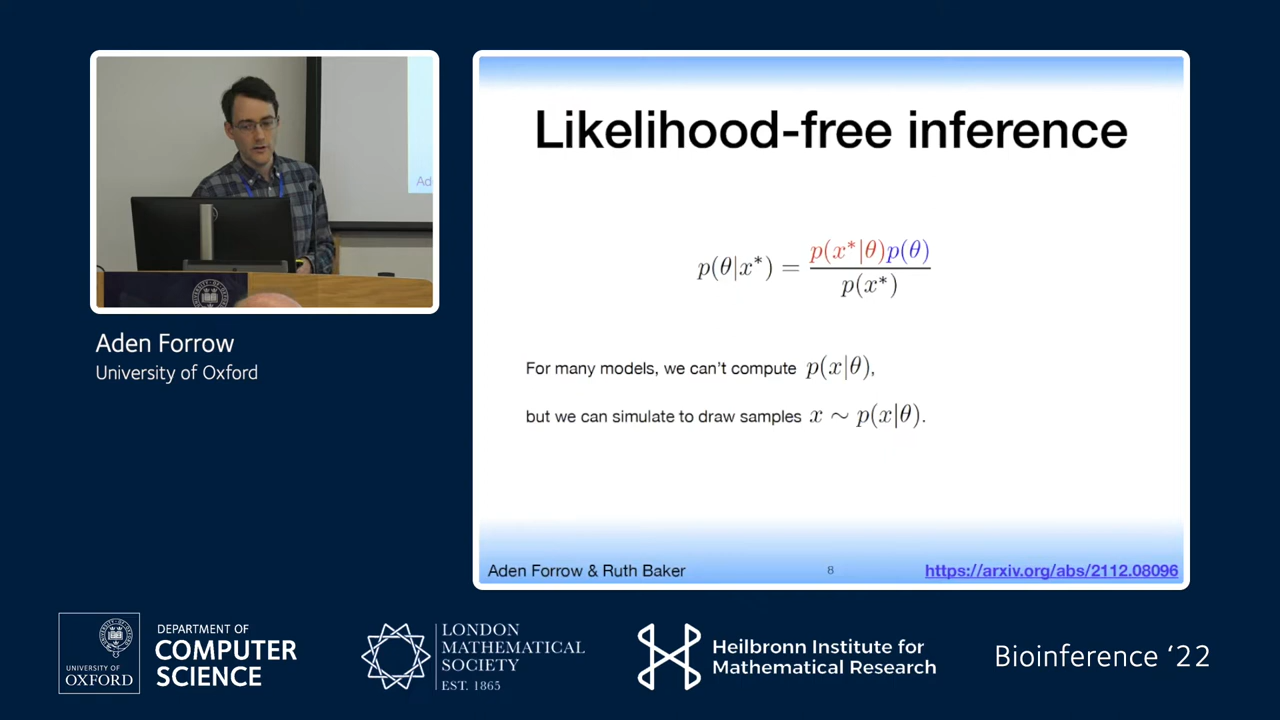 Aden Forrow
University of Oxford
Likelihood-free inference
p(θ|x*) = p(x*|θ)p(θ) / p(x*)
For many models, we can't compute p(x|θ),
but we can simulate to draw samples x ∼ p(x|θ).
Aden Forrow & Ruth Baker
8
https://arxiv.org/abs/2112.08096
Ad
UNIVERSITY OF
OXFORD
DEPARTMENT OF
COMPUTER
SCIENCE
LONDON
MATHEMATICAL
SOCIETY
EST. 1865
Heilbronn Institute for
Mathematical Research
Bioinference ‘22